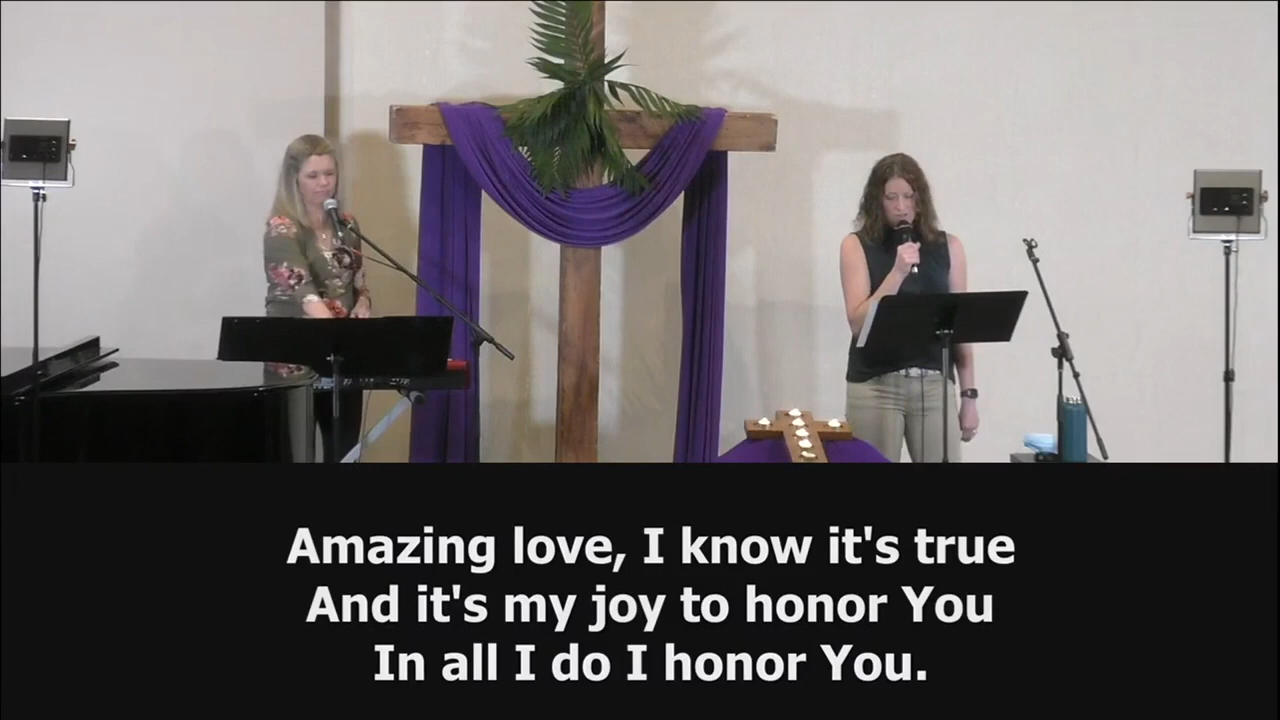 Amazing love, I know it's true
And it's my joy to honor You
In all I do I honor You.